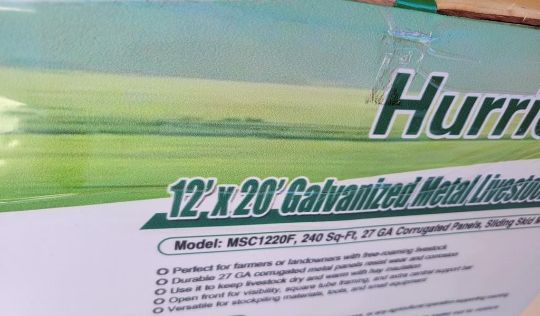 Hurri
12' x 20' Galvanized Metal Livesto
Model: MSC1220F, 240 Sq-Ft, 27 GA Corrugated Panels, Sliding Skid M
Perfect for farmers or landowners with free-roaming livestock
Durable 27 GA corrugated metal panels resist wear and corrosion
Use it to keep livestock dry and warm with hay insulation
Open front for visibility, square tube framing, and extra central support bar
Versatile for stockpiling materials, tools, and small equipment